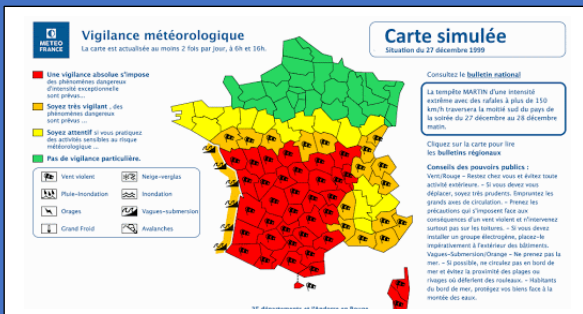 METEO
FRANCE
Vigilance météorologique
La carte est actualisée au moins 2 fois par jour, à 6h et 16h.
Carte simulée
Situation du 27 décembre 1999
Une vigilance absolue s'impose
des phénomènes dangereux
d'intensité exceptionnelle
sont prévus ...
Soyez très vigilant , des
phénomènes dangereux
sont prévus ...
Soyez attentif si vous pratiquez
des activités sensibles au risque
météorologique ...
Pas de vigilance particulière.
Vent violent
Neige-verglas
Pluie-Inondation
Inondation
Orages
Vagues-submersion
Grand Froid
Avalanches
Consultez le bulletin national
La tempête MARTIN d'une intensité
extrême avec des rafales à plus de 150
km/h traversera la moitié sud du pays de
la soirée du 27 décembre au 28 décembre
matin.
Cliquez sur la carte pour lire
les bulletins régionaux
Conseils des pouvoirs publics :
Vent/Rouge – Restez chez vous et évitez toute
activité extérieure. – Si vous devez vous
déplacer, soyez très prudents. Empruntez les
grands axes de circulation. – Prenez les
précautions qui s'imposent face aux
conséquences d'un vent violent et n'intervenez
surtout pas sur les toitures. – Si vous devez
installer un groupe électrogène, placez-le
impérativement à l'extérieur des bâtiments.
Vagues-Submersion/Orange – Ne prenez pas la
mer. – Si possible, ne circulez pas en bord de
mer et évitez la proximité des plages ou
rivages où déferlent des rouleaux. – Habitants
du bord de mer, protégez vos biens face à la
montée des eaux.